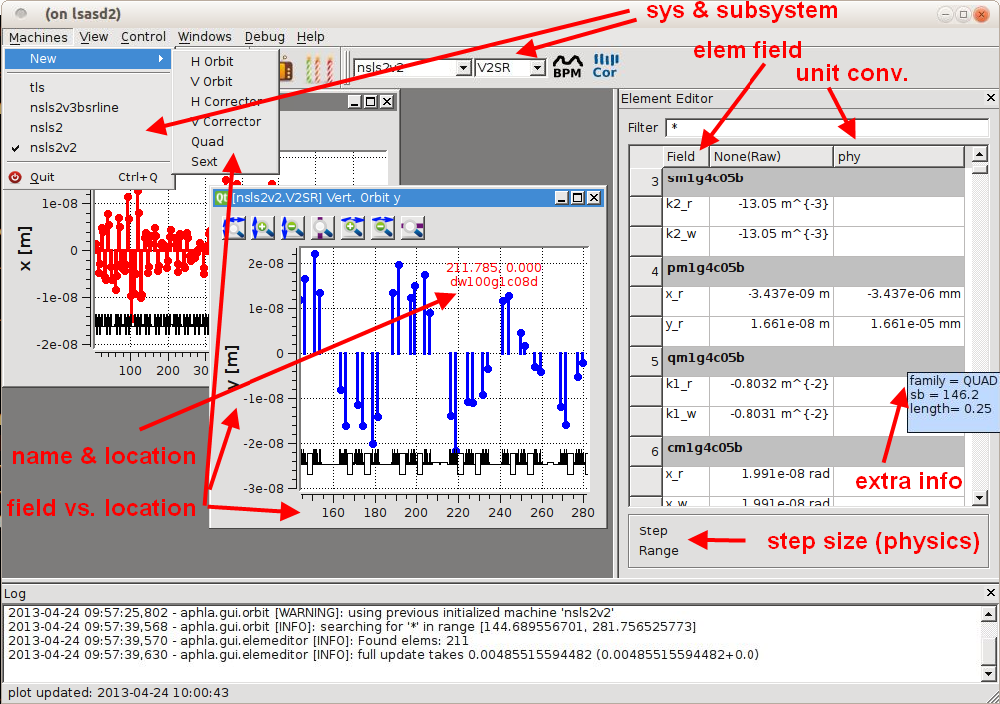 (on lsasd2)
sys & subsystem
Machines View Control Windows Debug Help
New
tls
nsls2v3bsrline
nsls2
nsls2v2
Quit Ctrl+Q
H Orbit
V Orbit
H Corrector
V Corrector
Quad
Sext
nsls2v2
V2SR
BPM
Cor
elem field
unit conv.
1e-08
0
-1e-08
-2e-08
x [m]
100 200 30
[nsls2v2.V2SR] Vert. Orbit y
2e-08
1e-08
0
-1e-08
-2e-08
-3e-08
y [m]
211.785, 0.000
dw100g1c08d
160 180 200 220 240 260 280
name & location
field vs. location
Element Editor
Filter *
Field None(Raw) phy
3 sm1g4c05b
k2_r -13.05 m^{-3}
k2_w -13.05 m^{-3}
4 pm1g4c05b
x_r -3.437e-09 m -3.437e-06 mm
y_r 1.661e-08 m 1.661e-05 mm
5 qm1g4c05b
k1_r -0.8032 m^{-2}
k1_w -0.8031 m^{-2}
6 cm1g4c05b
x_r 1.991e-08 rad
x_w 1.991e-08 rad
family = QUAD
sb = 146.2
length= 0.25
extra info
Step
Range
step size (physics)
Log
2013-04-24 09:57:25,802 - aphla.gui.orbit [WARNING]: using previous initialized machine 'nsls2v2'
2013-04-24 09:57:39,568 - aphla.gui.orbit [INFO]: searching for '*' in range [144.689556701, 281.756525773]
2013-04-24 09:57:39,570 - aphla.gui.elemeditor [INFO]: Found elems: 211
2013-04-24 09:57:39,630 - aphla.gui.elemeditor [INFO]: full update takes 0.00485515594482 (0.00485515594482+0.0)
plot updated: 2013-04-24 10:00:43